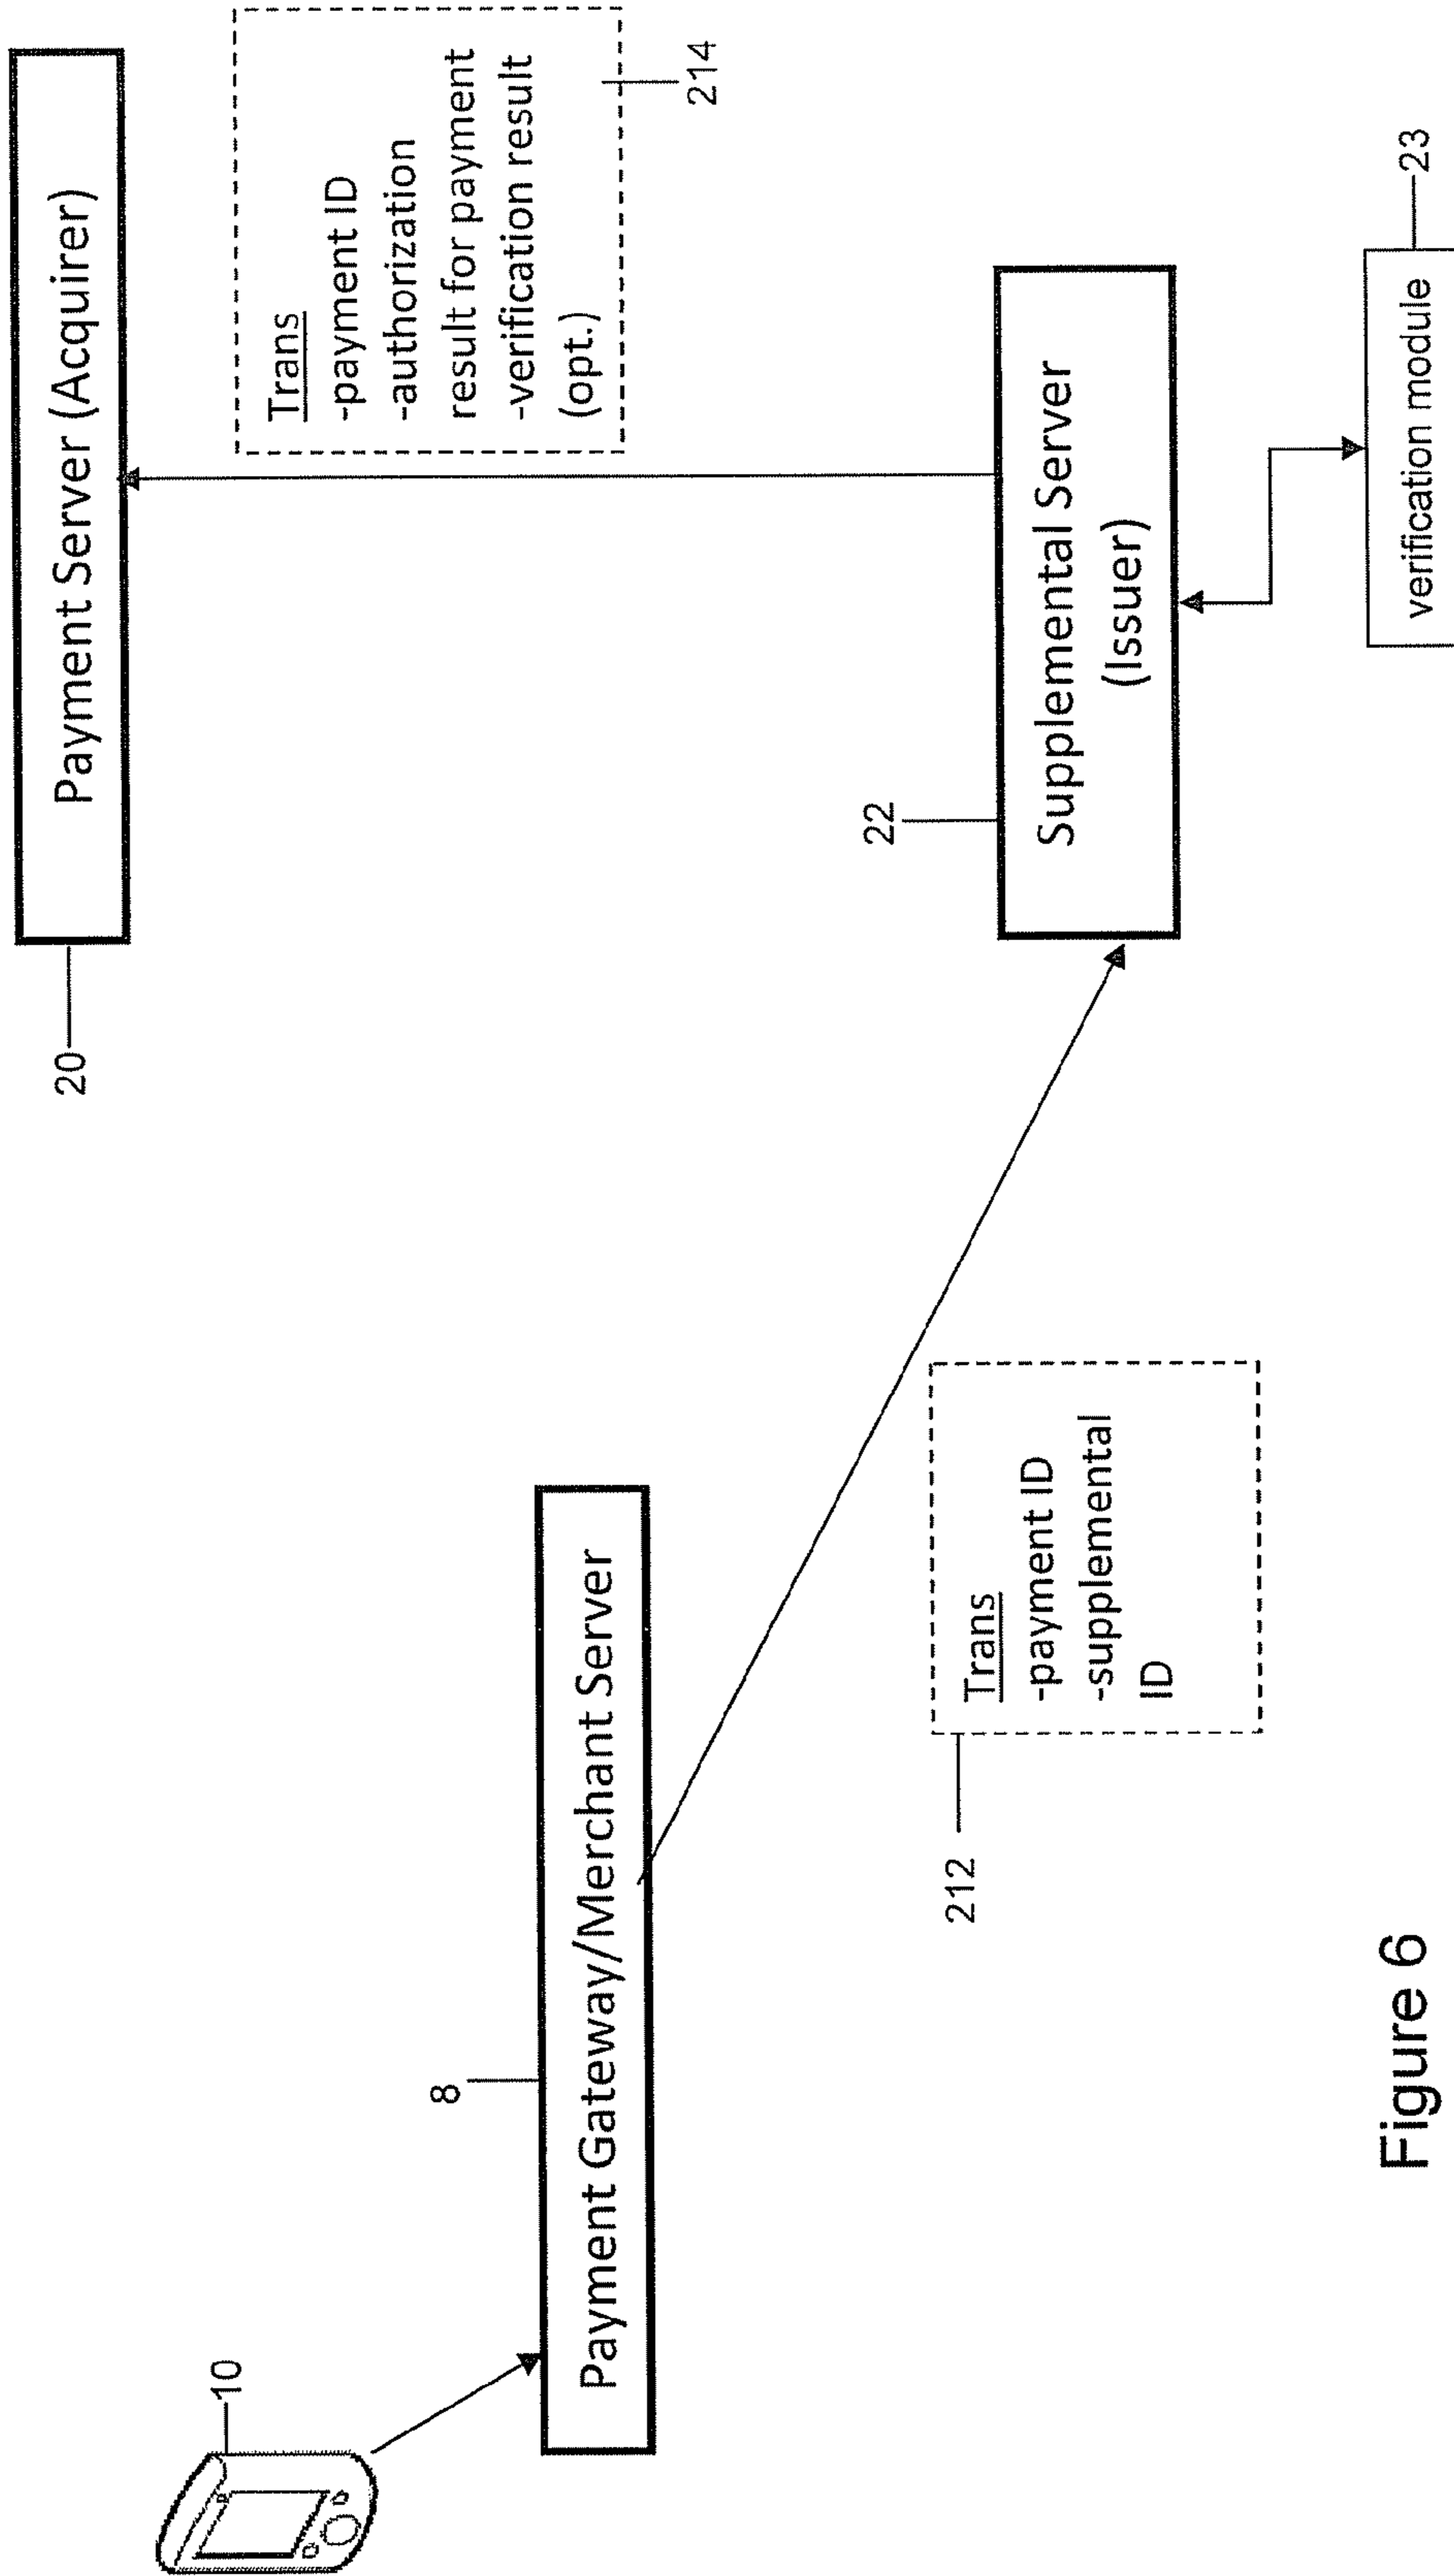 10
8
Payment Gateway/Merchant Server
212
Trans
-payment ID
-supplemental
ID
20
Payment Server (Acquirer)
Trans
-payment ID
-authorization
result for payment
-verification result
(opt.)
214
22
Supplemental Server
(Issuer)
verification module
23
Figure 6